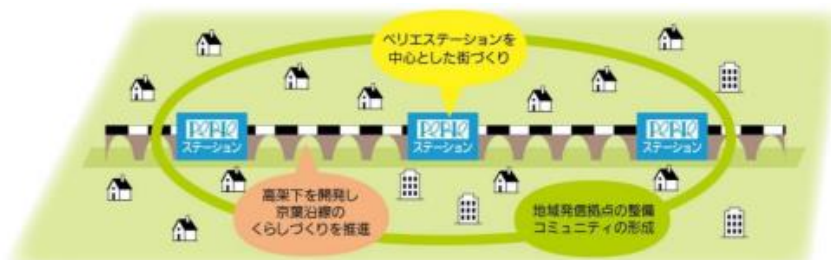 ペリエステーションを
中心とした街づくり
ステーション
ステーション
ステーション
高架下を開発し
京葉沿線の
くらしづくりを推進
地域発信拠点の整備
コミュニティの形成